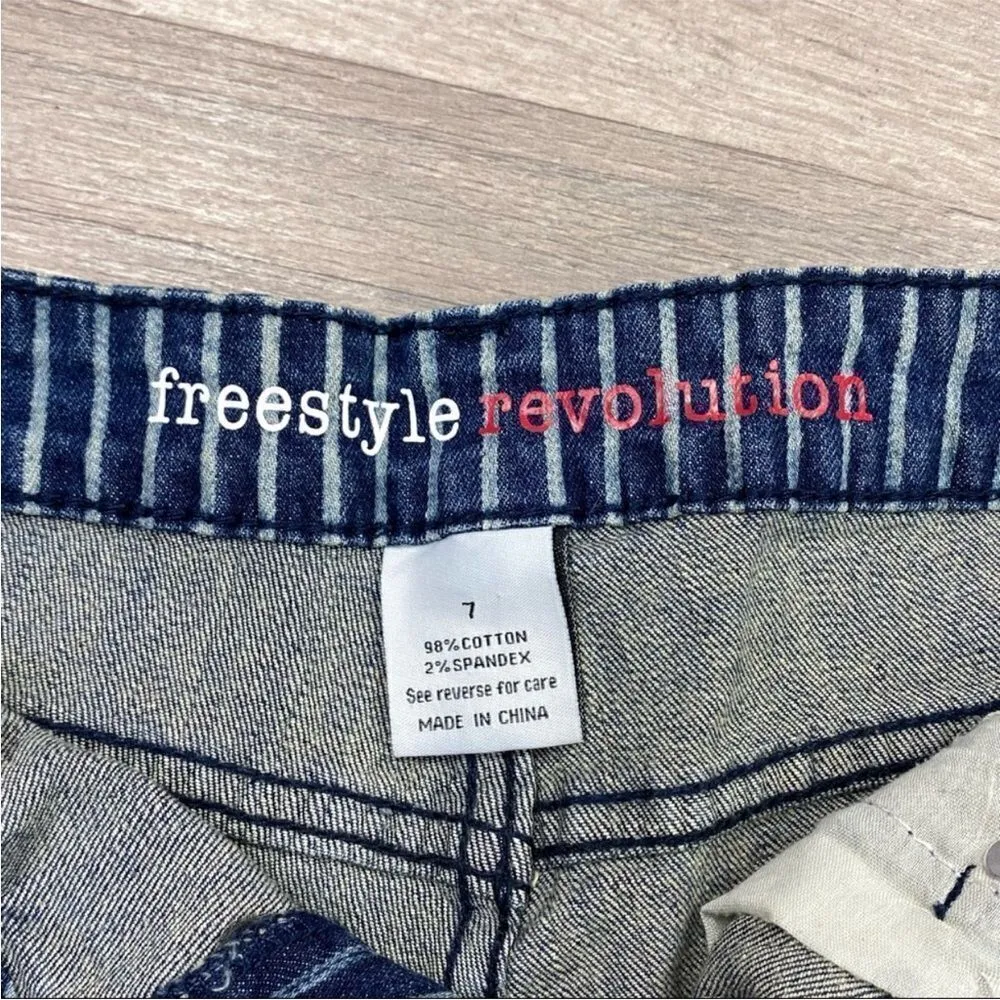 freestyle revolution
7
98%COTTON
2%SPANDEX
See reverse for care
MADE IN CHINA